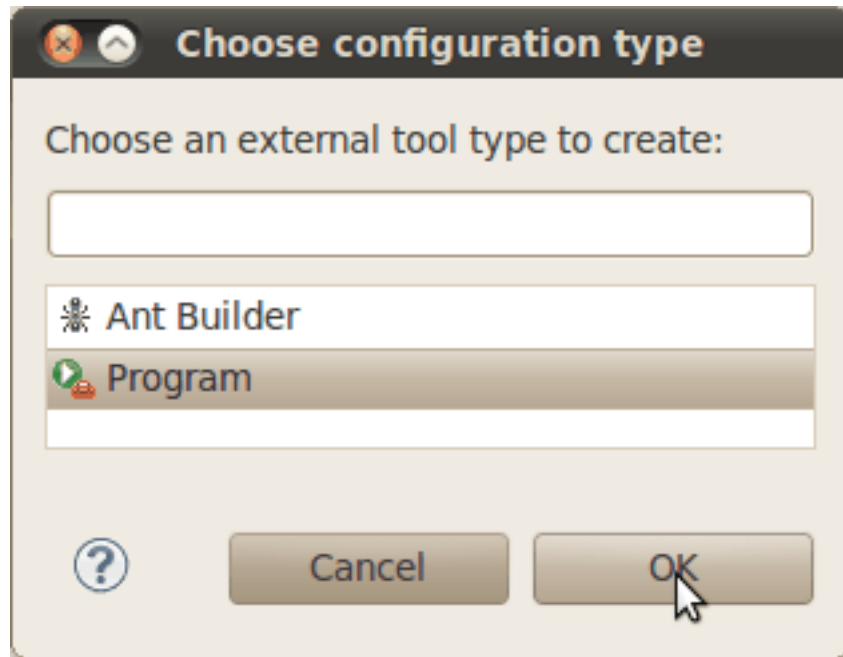 Choose configuration type
Choose an external tool type to create:
Ant Builder
Program
?
Cancel
OK